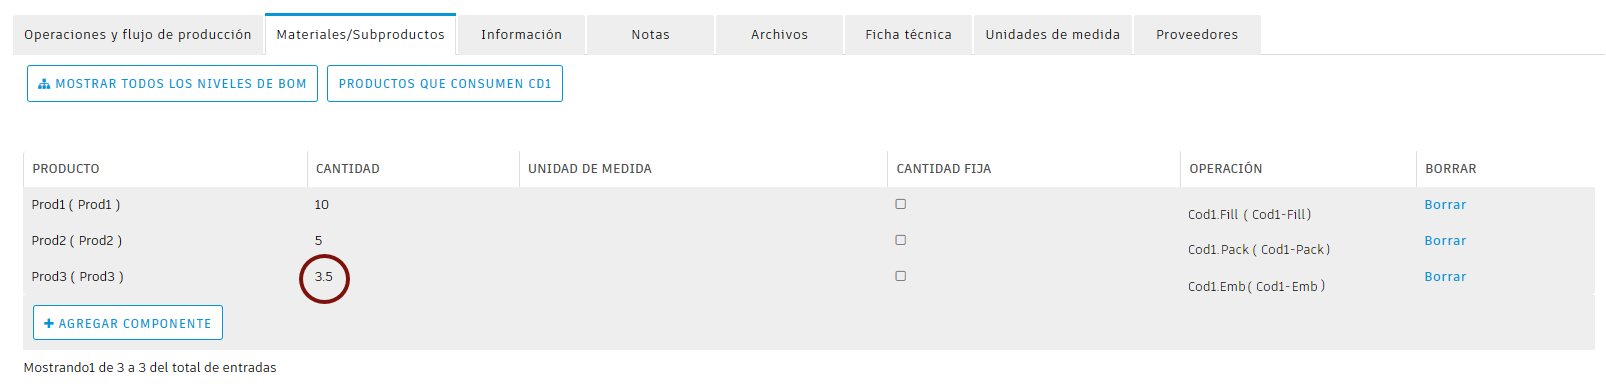 Operaciones y flujo de producción Materiales/Subproductos Información Notas Archivos Ficha técnica Unidades de medida Proveedores
MOSTRAR TODOS LOS NIVELES DE BOM PRODUCTOS QUE CONSUMEN CD1
PRODUCTO CANTIDAD UNIDAD DE MEDIDA CANTIDAD FIJA OPERACIÓN BORRAR
Prod1 ( Prod1 ) 10 Cod1.Fill ( Cod1-Fill) Borrar
Prod2 ( Prod2 ) 5 Cod1.Pack ( Cod1-Pack) Borrar
Prod3 ( Prod3 ) 3.5 Cod1.Emb( Cod1-Emb ) Borrar
+ AGREGAR COMPONENTE
Mostrando1 de 3 a 3 del total de entradas